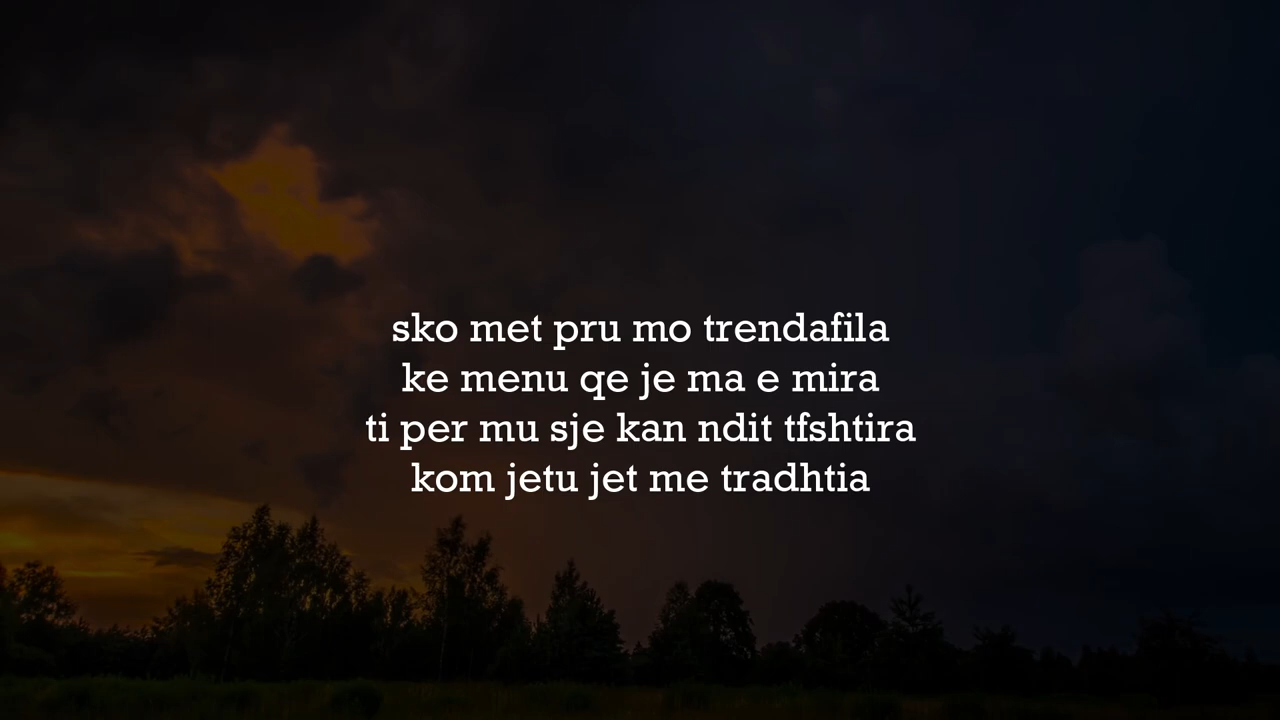 sko met pru mo trendafila
ke menu qe je ma e mira
ti per mu sje kan ndit tfshtira
kom jetu jet me tradhtia